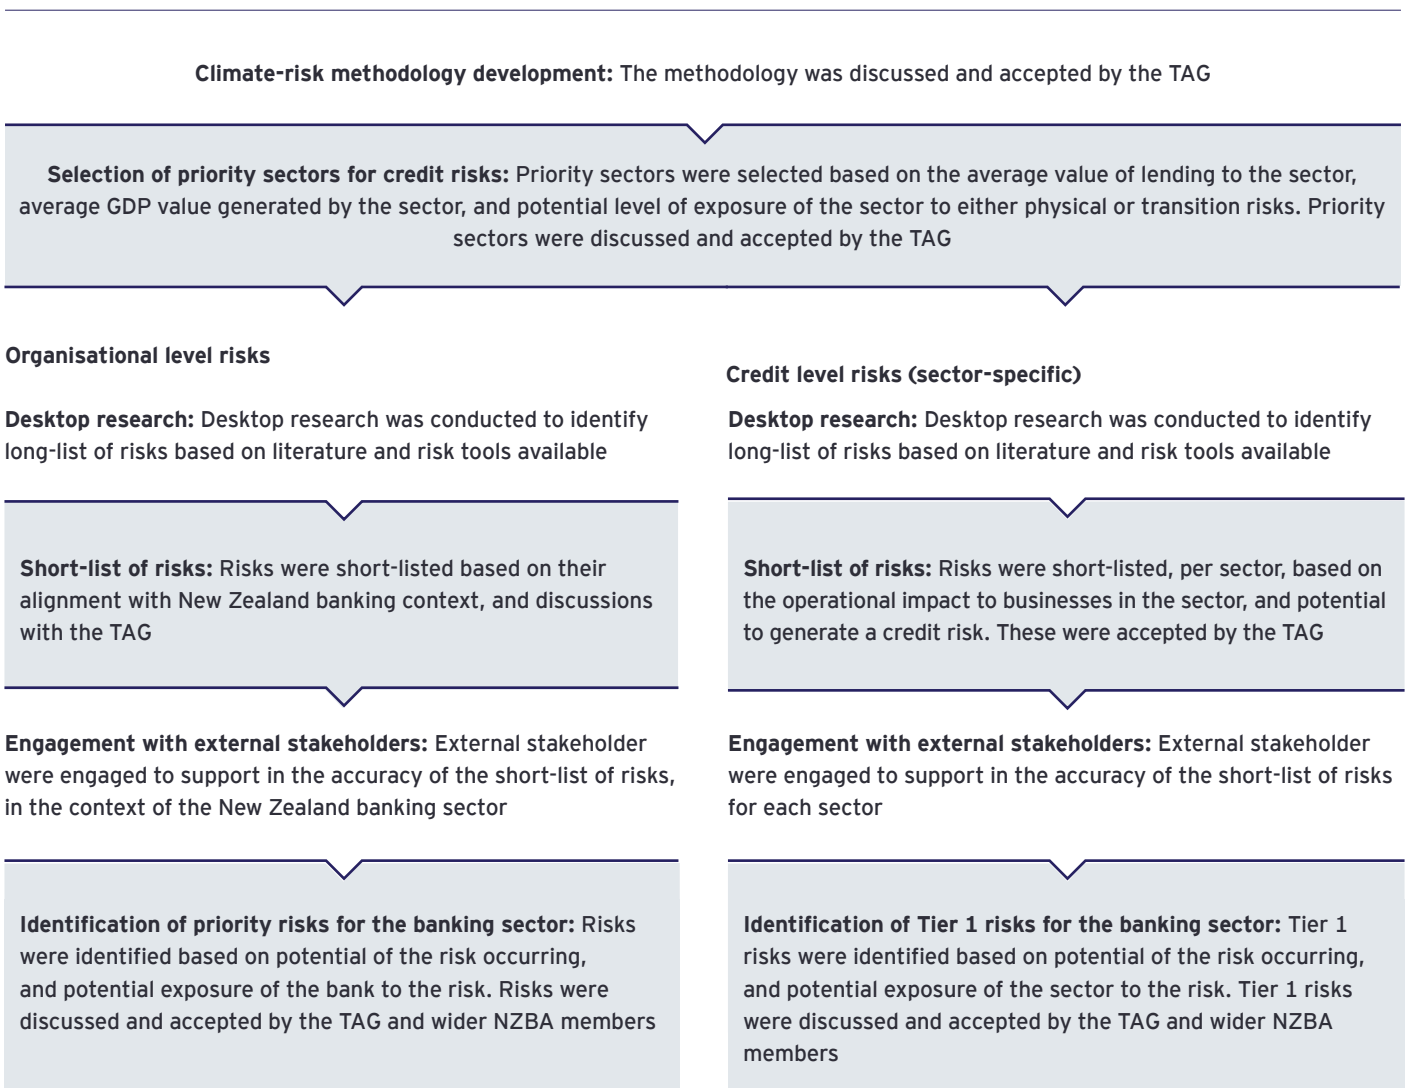 Climate-risk methodology development: The methodology was discussed and accepted by the TAG
Selection of priority sectors for credit risks: Priority sectors were selected based on the average value of lending to the sector,
average GDP value generated by the sector, and potential level of exposure of the sector to either physical or transition risks. Priority
sectors were discussed and accepted by the TAG
Organisational level risks
Desktop research: Desktop research was conducted to identify
long-list of risks based on literature and risk tools available
Short-list of risks: Risks were short-listed based on their
alignment with New Zealand banking context, and discussions
with the TAG
Engagement with external stakeholders: External stakeholder
were engaged to support in the accuracy of the short-list of risks,
in the context of the New Zealand banking sector
Identification of priority risks for the banking sector: Risks
were identified based on potential of the risk occurring,
and potential exposure of the bank to the risk. Risks were
discussed and accepted by the TAG and wider NZBA members
Credit level risks (sector-specific)
Desktop research: Desktop research was conducted to identify
long-list of risks based on literature and risk tools available
Short-list of risks: Risks were short-listed, per sector, based on
the operational impact to businesses in the sector, and potential
to generate a credit risk. These were accepted by the TAG
Engagement with external stakeholders: External stakeholder
were engaged to support in the accuracy of the short-list of risks
for each sector
Identification of Tier 1 risks for the banking sector: Tier 1
risks were identified based on potential of the risk occurring,
and potential exposure of the sector to the risk. Tier 1 risks
were discussed and accepted by the TAG and wider NZBA
members